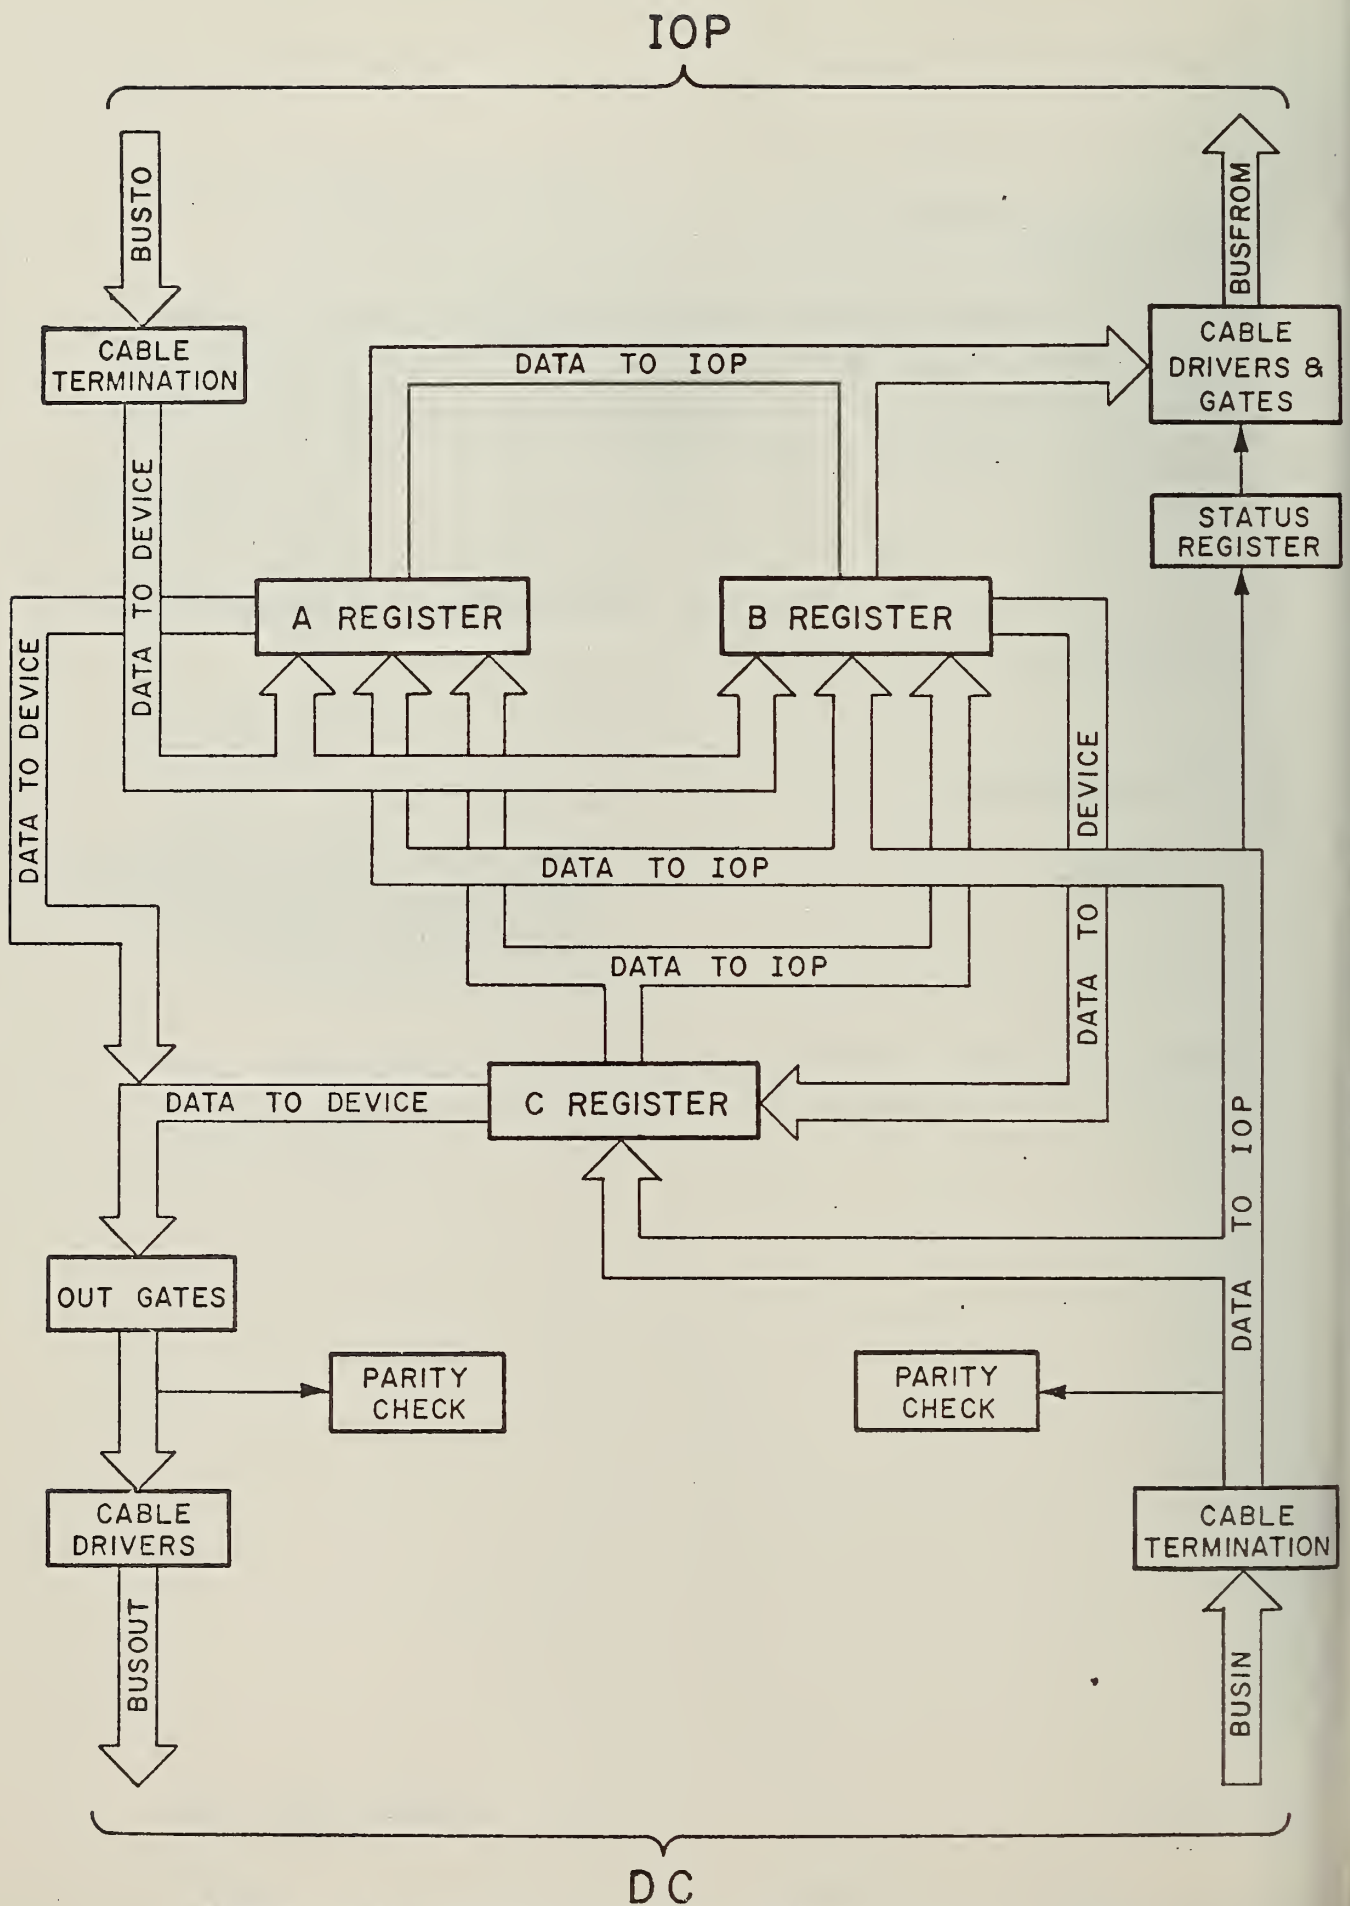 IOP
BUSTO
BUSFROM
CABLE
TERMINATION
DATA TO IOP
CABLE
DRIVERS &
GATES
DATA TO DEVICE
STATUS
REGISTER
A REGISTER
B REGISTER
DATA TO DEVICE
DATA TO DEVICE
DATA TO IOP
DATA TO IOP
DATA TO DEVICE
C REGISTER
DATA TO IOP
OUT GATES
PARITY
CHECK
PARITY
CHECK
CABLE
DRIVERS
CABLE
TERMINATION
BUSOUT
BUSIN
DC